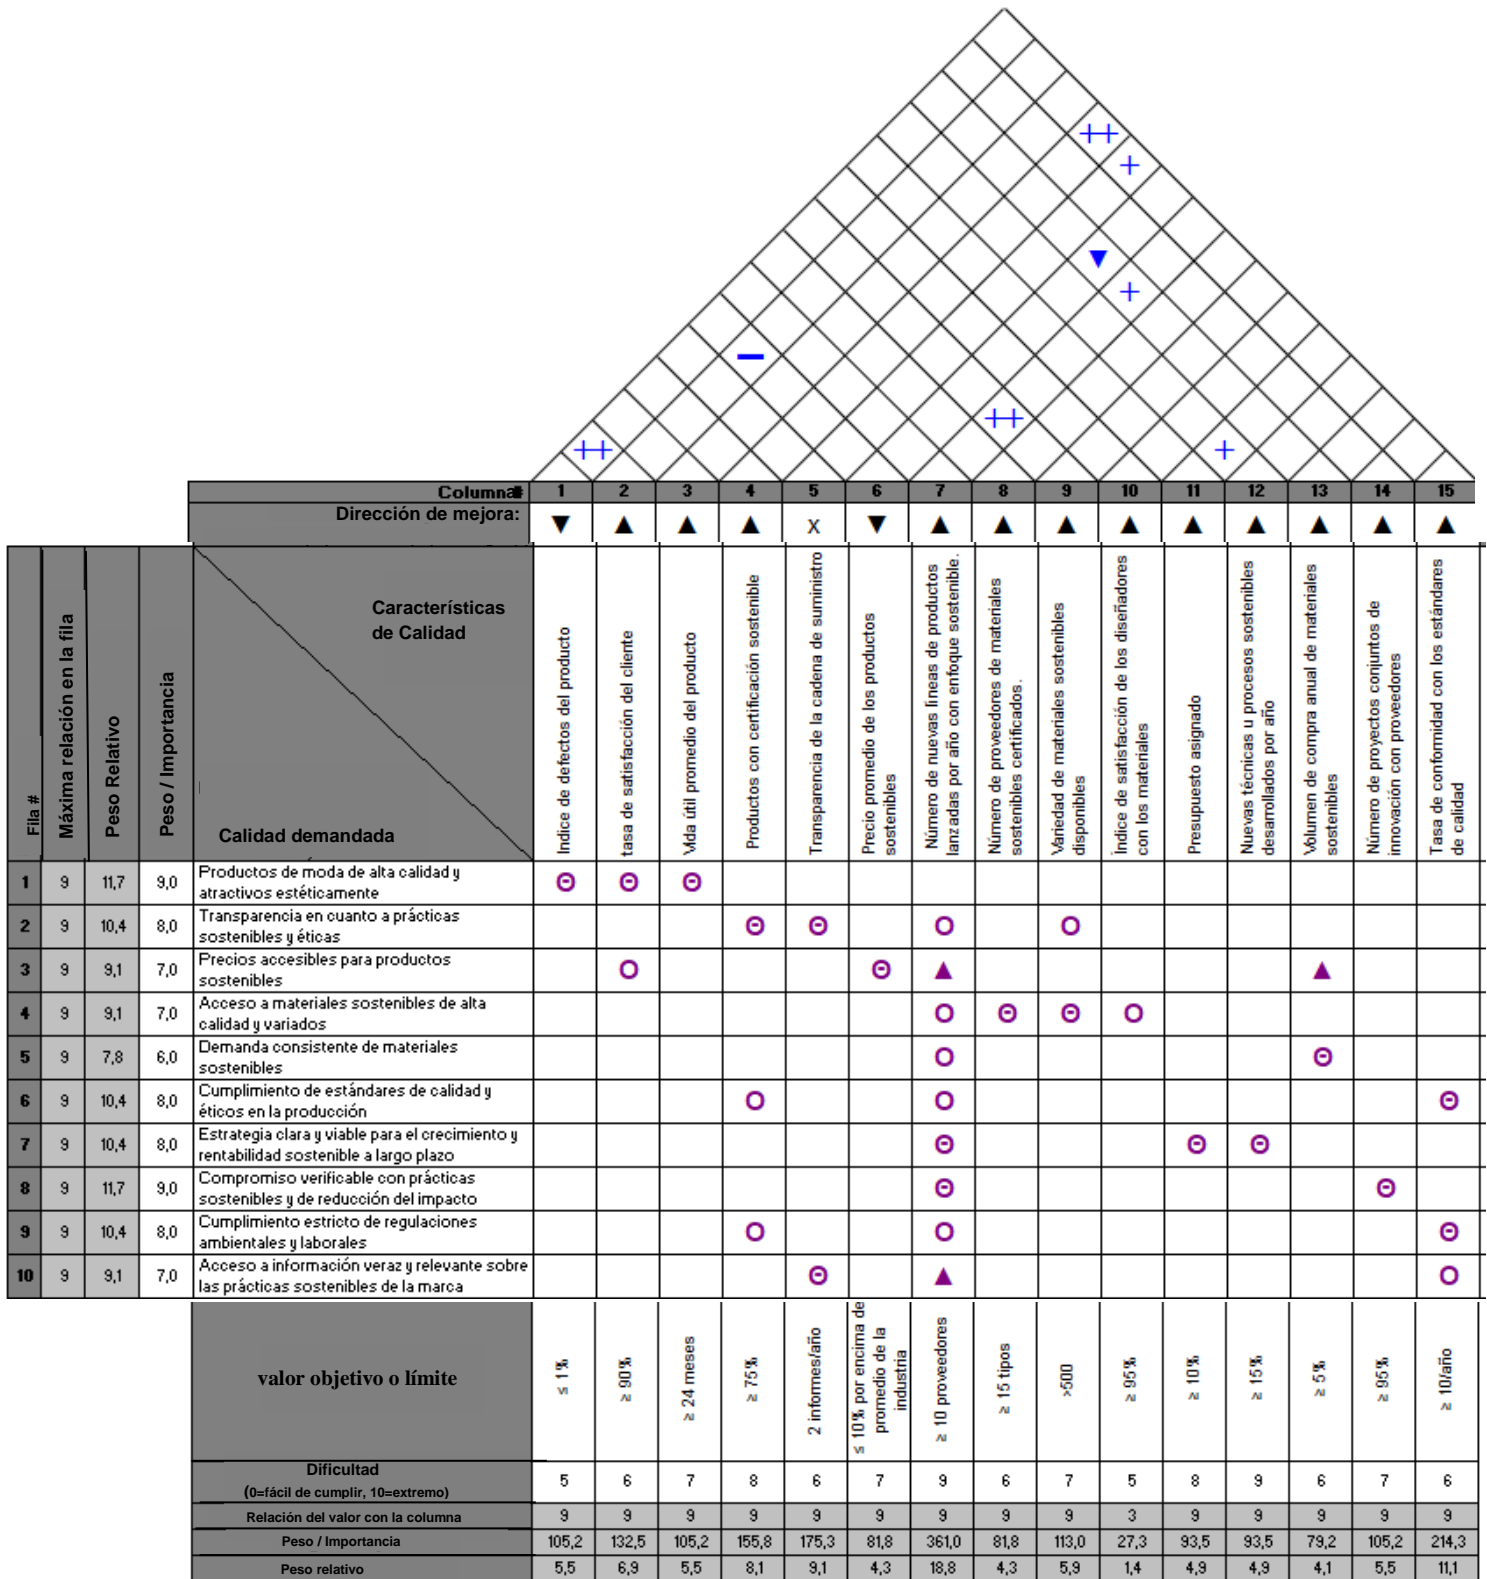 ++
+
▼
+
−
++
++
+
Columna# 1 2 3 4 5 6 7 8 9 10 11 12 13 14 15
Dirección de mejora: ▼ ▲ ▲ ▲ x ▼ ▲ ▲ ▲ ▲ ▲ ▲ ▲ ▲ ▲
Fila #
Máxima relación en la fila
Peso Relativo
Peso / Importancia
Características
de Calidad
Calidad demandada
Indice de defectos del producto
tasa de satisfacción del cliente
Vida útil promedio del producto
Productos con certificación sostenible
Transparencia de la cadena de suministro
Precio promedio de los productos
sostenibles
Número de nuevas líneas de productos
lanzadas por año con enfoque sostenible.
Número de proveedores de materiales
sostenibles certificados.
Variedad de materiales sostenibles
disponibles
Índice de satisfacción de los diseñadores
con los materiales
Presupuesto asignado
Nuevas técnicas u procesos sostenibles
desarrollados por año
Volumen de compra anual de materiales
sostenibles
Número de proyectos conjuntos de
innovación con proveedores
Tasa de conformidad con los estándares
de calidad
1 9 11,7 9,0 Productos de moda de alta calidad y
atractivos estéticamente
Θ Θ Θ
2 9 10,4 8,0 Transparencia en cuanto a prácticas
sostenibles y éticas
Θ Θ Ο Ο
3 9 9,1 7,0 Precios accesibles para productos
sostenibles
Ο Θ ▲ ▲
4 9 9,1 7,0 Acceso a materiales sostenibles de alta
calidad y variados
Ο Θ Θ Ο
5 9 7,8 6,0 Demanda consistente de materiales
sostenibles
Ο Θ
6 9 10,4 8,0 Cumplimiento de estándares de calidad y
éticos en la producción
Ο Ο Θ
7 9 10,4 8,0 Estrategia clara y viable para el crecimiento y
rentabilidad sostenible a largo plazo
Θ Θ Θ
8 9 11,7 9,0 Compromiso verificable con prácticas
sostenibles y de reducción del impacto
Θ Θ
9 9 10,4 8,0 Cumplimiento estricto de regulaciones
ambientales y laborales
Ο Ο Θ
10 9 9,1 7,0 Acceso a información veraz y relevante sobre
las prácticas sostenibles de la marca
Θ ▲ Ο
valor objetivo o límite
≤ 1%
≥ 90%
≥ 24 meses
≥ 75%
2 informes/año
≤ 10% por encima de
promedio de la
industria
≥ 10 proveedores
≥ 15 tipos
>500
≥ 95%
≥ 10%
≥ 15%
≥ 5%
≥ 95%
≥ 10/año
Dificultad
(0=fácil de cumplir, 10=extremo)
5 6 7 8 6 7 9 6 7 5 8 9 6 7 6
Relación del valor con la columna 9 9 9 9 9 9 9 9 9 3 9 9 9 9 9
Peso / Importancia 105,2 132,5 105,2 155,8 175,3 81,8 361,0 81,8 113,0 27,3 93,5 93,5 79,2 105,2 214,3
Peso relativo 5,5 6,9 5,5 8,1 9,1 4,3 18,8 4,3 5,9 1,4 4,9 4,9 4,1 5,5 11,1